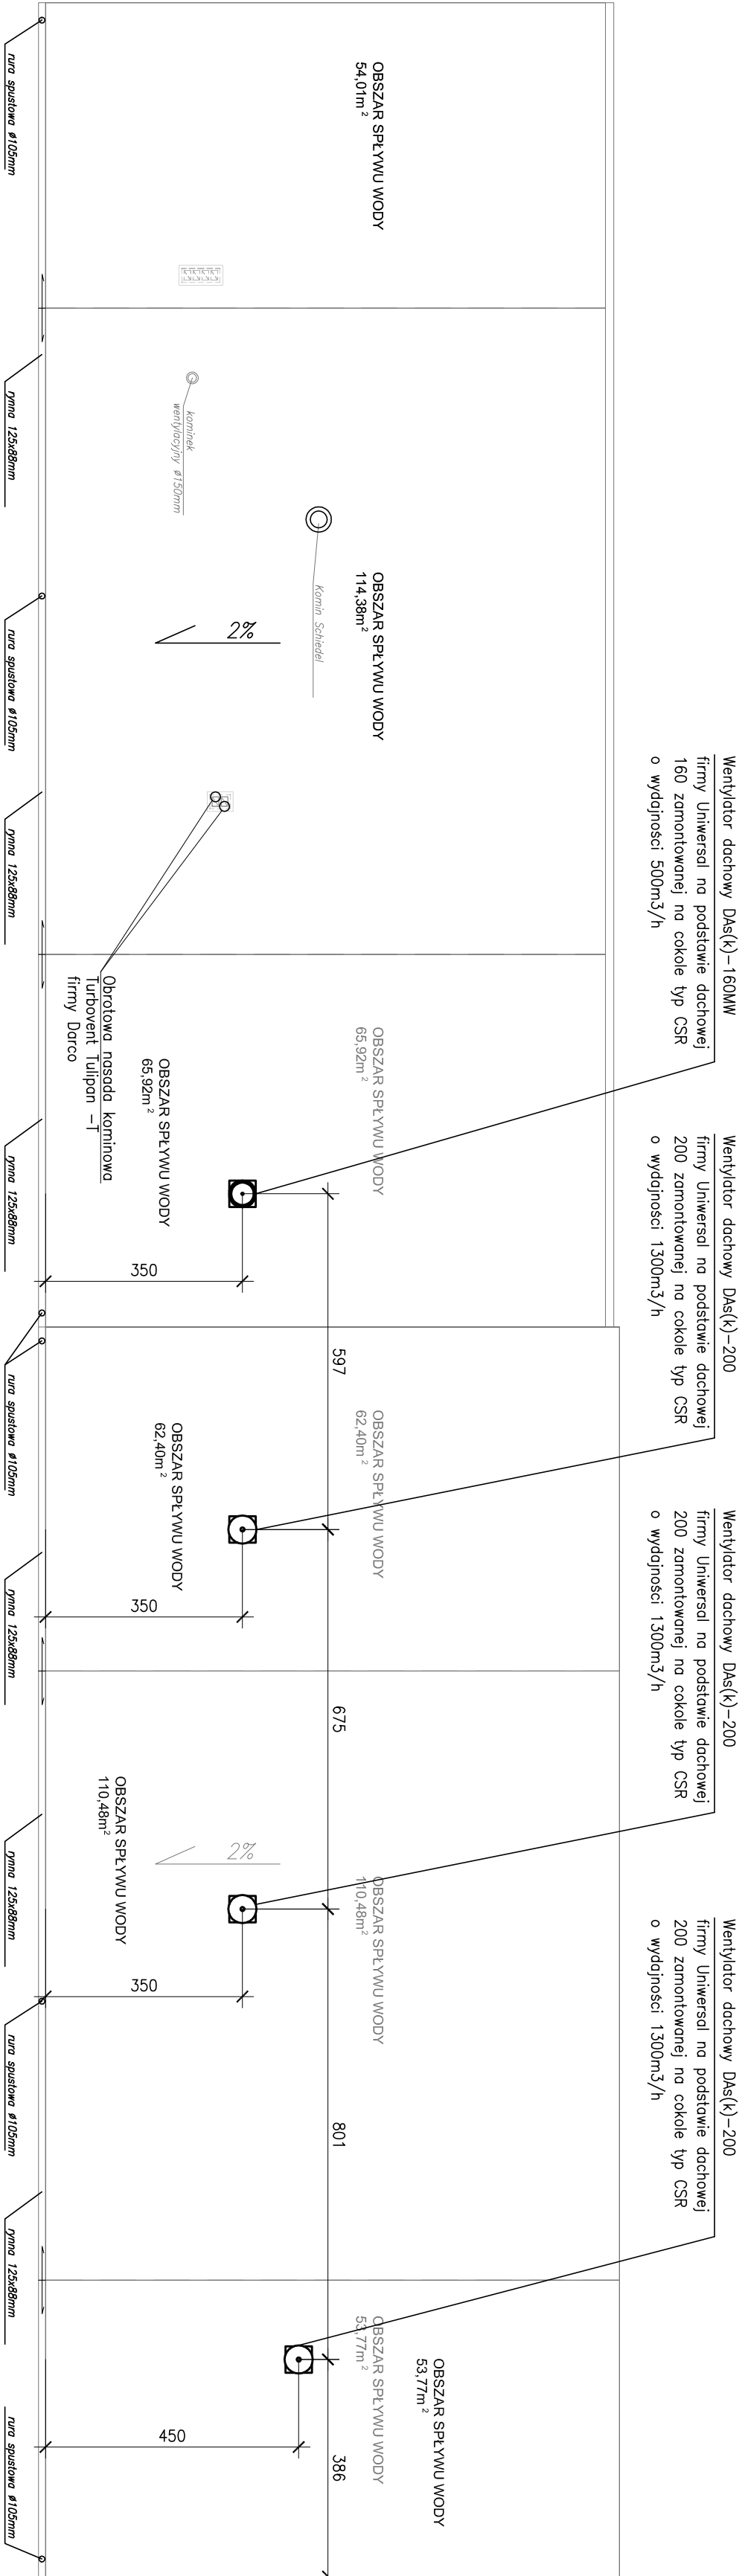 Wentylator dachowy DAs(k)-160MW
firmy Uniwersal na podstawie dachowej
160 zamontowanej na cokole typ CSR
o wydajności 500m3/h
Wentylator dachowy DAs(k)-200
firmy Uniwersal na podstawie dachowej
200 zamontowanej na cokole typ CSR
o wydajności 1300m3/h
Wentylator dachowy DAs(k)-200
firmy Uniwersal na podstawie dachowej
200 zamontowanej na cokole typ CSR
o wydajności 1300m3/h
Wentylator dachowy DAs(k)-200
firmy Uniwersal na podstawie dachowej
200 zamontowanej na cokole typ CSR
o wydajności 1300m3/h
OBSZAR SPŁYWU WODY
54,01m²
OBSZAR SPŁYWU WODY
114,38m²
OBSZAR SPŁYWU WODY
65,92m²
OBSZAR SPŁYWU WODY
62,40m²
OBSZAR SPŁYWU WODY
110,48m²
OBSZAR SPŁYWU WODY
53,77m²
OBSZAR SPŁYWU WODY
53,77m²
597
675
801
386
Komin Schiedel
2%
2%
kominek
wentylacyjny ø150mm
OBSZAR SPŁYWU WODY
65,92m²
OBSZAR SPŁYWU WODY
62,40m²
OBSZAR SPŁYWU WODY
110,48m²
350
350
350
450
Obrotowa nasada kominowa
Turbovent Tulipan -T
firmy Darco
rura spustowa ø105mm
rynna 125x88mm
rura spustowa ø105mm
rynna 125x88mm
rynna 125x88mm
rura spustowa ø105mm
rynna 125x88mm
rynna 125x88mm
rura spustowa ø105mm
rynna 125x88mm
rura spustowa ø105mm